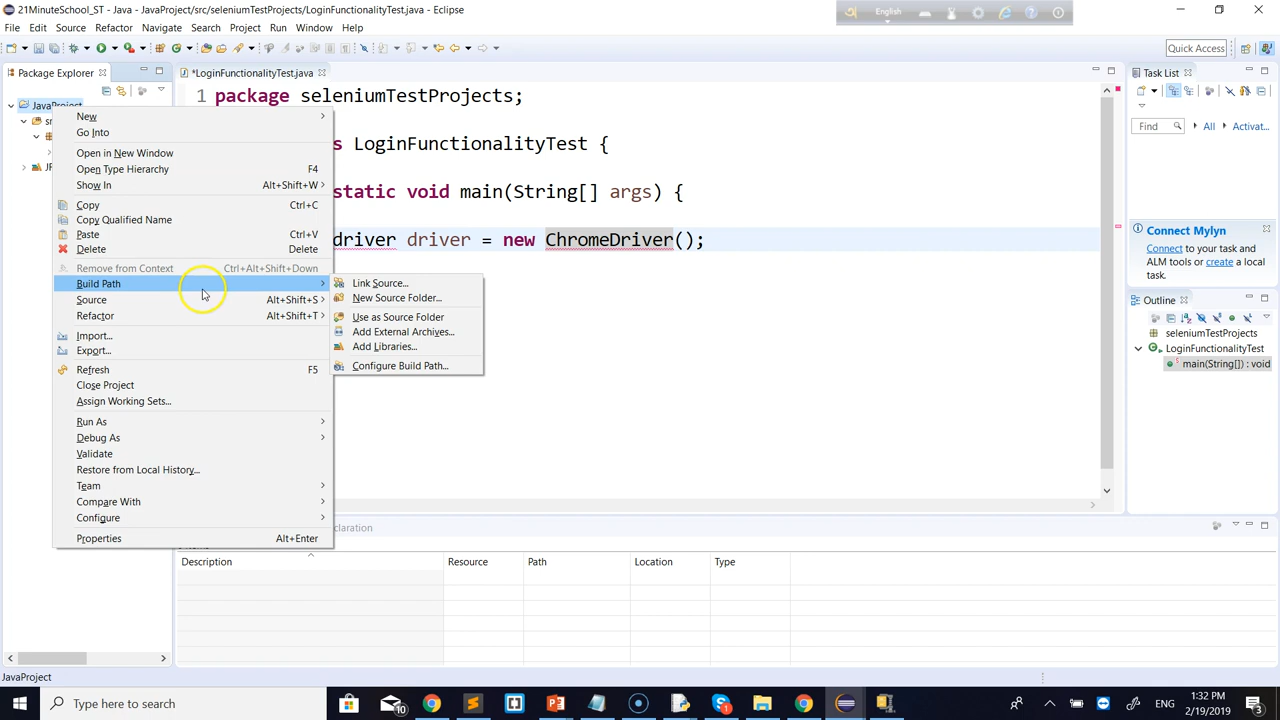 21MinuteSchool_ST - Java - JavaProject/src/seleniumTestProjects/LoginFunctionalityTest.java - Eclipse
English
File Edit Source Refactor Navigate Search Project Run Window Help
Quick Access
Package Explorer
*LoginFunctionalityTest.java
Task List
JavaProject
1 package seleniumTestProjects;
New
s LoginFunctionalityTest {
Go Into
Find All Activat...
Open in New Window
Open Type Hierarchy F4
Show In Alt+Shift+W
static void main(String[] args) {
Copy Ctrl+C
Copy Qualified Name
Paste Ctrl+V
Delete Delete
driver driver = new ChromeDriver();
Connect Mylyn
Connect to your task and
ALM tools or create a local
Remove from Context Ctrl+Alt+Shift+Down
Build Path
Source Alt+Shift+S
Refactor Alt+Shift+T
Import...
Export...
Refresh F5
Close Project
Assign Working Sets...
Run As
Debug As
Validate
Restore from Local History...
Team
Compare With
Configure
Properties Alt+Enter
Link Source...
New Source Folder...
Use as Source Folder
Add External Archives...
Add Libraries...
Configure Build Path...
Outline
seleniumTestProjects
LoginFunctionalityTest
main(String[]) : void
laration
Description Resource Path Location Type
JavaProject
Type here to search
10
1
ENG
1:32 PM
2/19/2019
3